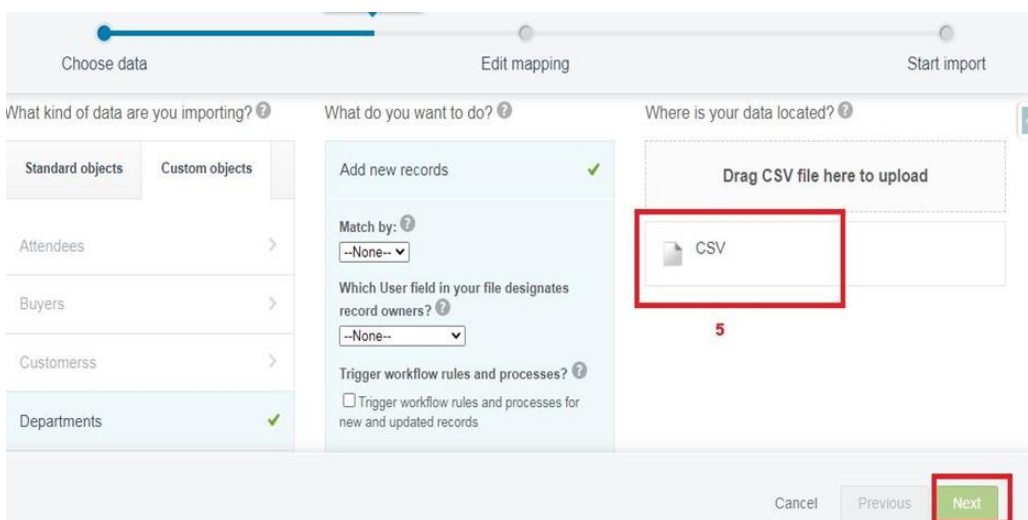 Choose data
Edit mapping
Start import
What kind of data are you importing? ?
What do you want to do? ?
Where is your data located? ?
Standard objects
Custom objects
Attendees
Buyers
Customerss
Departments
Add new records
Match by: ?
--None--
Which User field in your file designates
record owners? ?
--None--
Trigger workflow rules and processes? ?
Trigger workflow rules and processes for
new and updated records
Drag CSV file here to upload
CSV
5
Cancel
Previous
Next